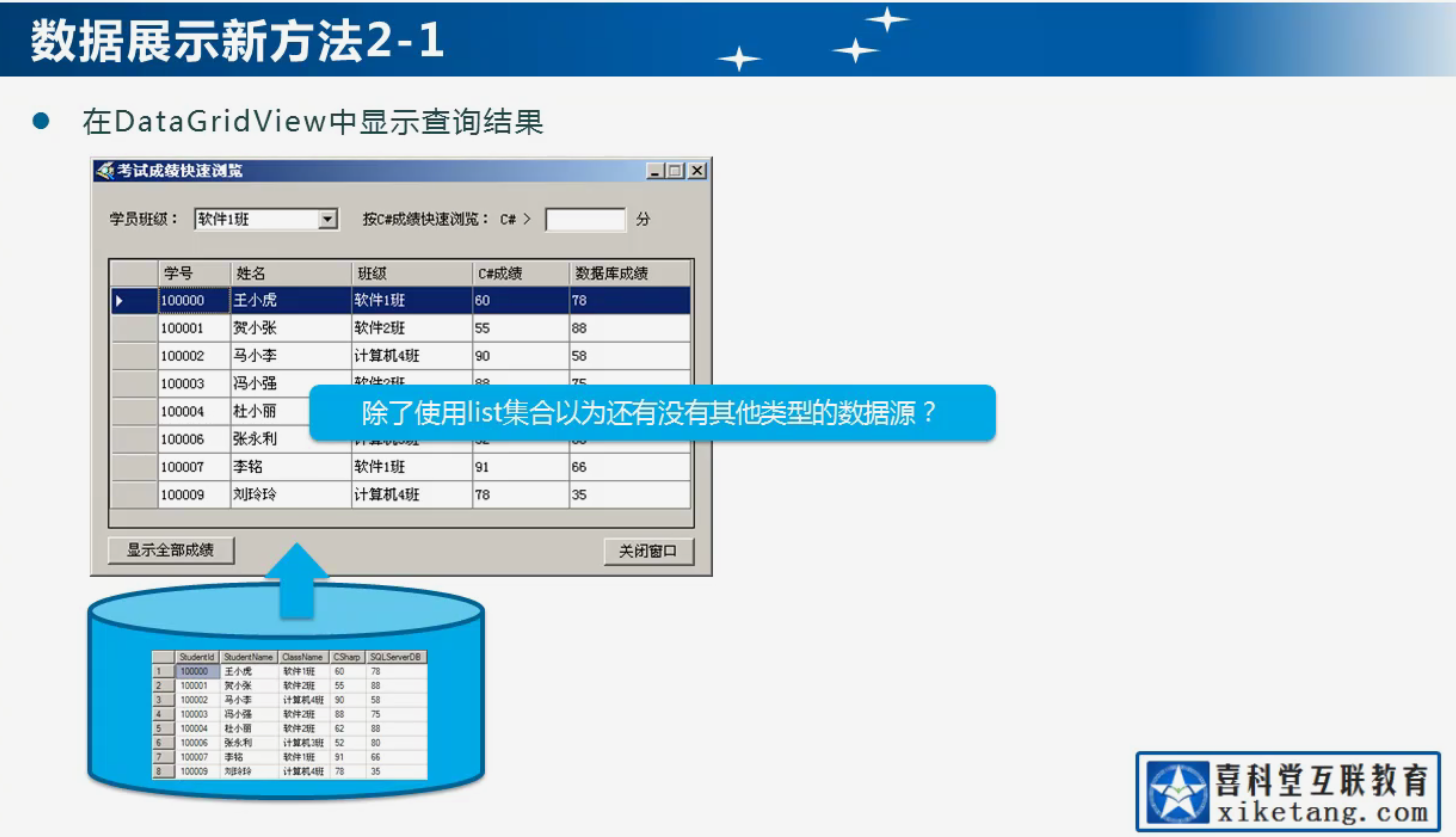 数据展示新方法2-1
在DataGridView中显示查询结果
考试成绩快速浏览
学员班级： 软件1班 按C#成绩快速浏览： C# > 分
学号 姓名 班级 C#成绩 数据库成绩
100000 王小虎 软件1班 60 78
100001 贺小张 软件2班 55 88
100002 马小李 计算机4班 90 58
100003 冯小强 软件2班 88 75
除了使用list集合以为还有没有其他类型的数据源？
100004 杜小丽
100006 张永利
100007 李铭 软件1班 91 66
100009 刘玲玲 计算机4班 78 35
显示全部成绩 关闭窗口
StudentId StudentName ClassName CSharp SQLServerDB
1 100000 王小虎 软件1班 60 78
2 100001 贺小张 软件2班 55 88
3 100002 马小李 计算机4班 90 58
4 100003 冯小强 软件2班 88 75
5 100004 杜小丽 软件2班 62 88
6 100006 张永利 计算机3班 52 80
7 100007 李铭 软件1班 91 66
8 100009 刘玲玲 计算机4班 78 35
喜科堂互联教育
xiketang.com